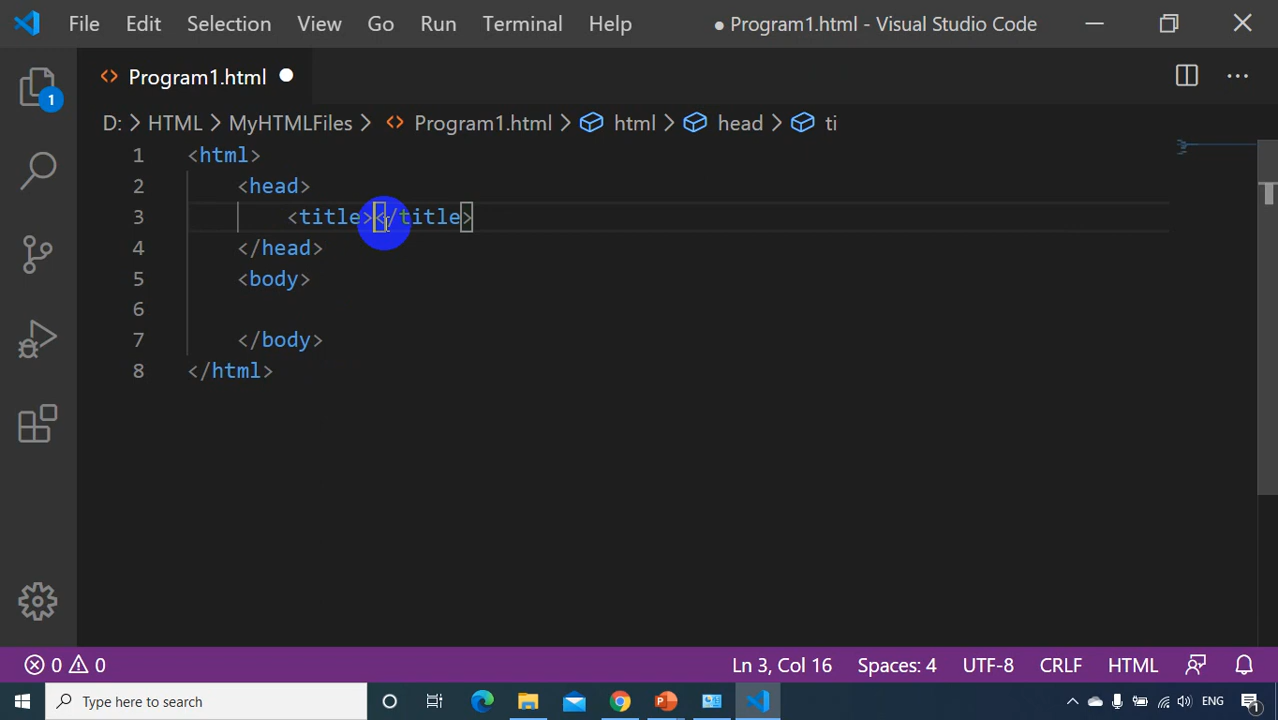 File Edit Selection View Go Run Terminal Help ● Program1.html - Visual Studio Code
Program1.html
1
D: > HTML > MyHTMLFiles > Program1.html > html > head > ti
1 <html>
2 <head>
3 <title></title>
4 </head>
5 <body>
6
7 </body>
8 </html>
0 0 Ln 3, Col 16 Spaces: 4 UTF-8 CRLF HTML
Type here to search ENG 1